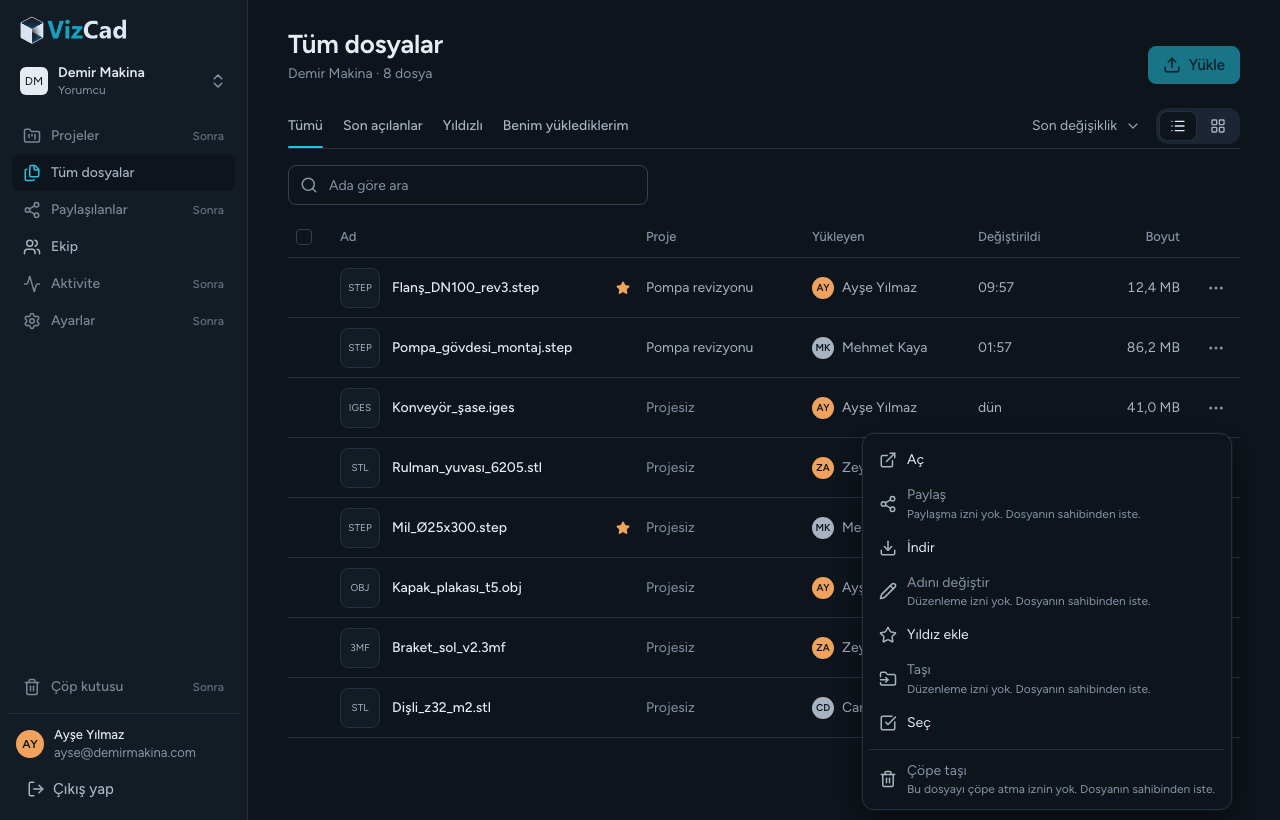 VizCad
DM
Demir Makina
Yorumcu
Projeler Sonra
Tüm dosyalar
Paylaşılanlar Sonra
Ekip
Aktivite Sonra
Ayarlar Sonra
Çöp kutusu Sonra
AY
Ayşe Yılmaz
ayse@demirmakina.com
Çıkış yap
Tüm dosyalar
Demir Makina · 8 dosya
Yükle
Tümü Son açılanlar Yıldızlı Benim yüklediklerim Son değişiklik
Ada göre ara
Ad Proje Yükleyen Değiştirildi Boyut
STEP Flanş_DN100_rev3.step Pompa revizyonu AY Ayşe Yılmaz 09:57 12,4 MB
STEP Pompa_gövdesi_montaj.step Pompa revizyonu MK Mehmet Kaya 01:57 86,2 MB
IGES Konveyör_şase.iges Projesiz AY Ayşe Yılmaz dün 41,0 MB
STL Rulman_yuvası_6205.stl Projesiz ZA Zey
STEP Mil_Ø25x300.step Projesiz MK Me
OBJ Kapak_plakası_t5.obj Projesiz AY Ayş
3MF Braket_sol_v2.3mf Projesiz ZA Zey
STL Dişli_z32_m2.stl Projesiz CD Can
Aç
Paylaş
Paylaşma izni yok. Dosyanın sahibinden iste.
İndir
Adını değiştir
Düzenleme izni yok. Dosyanın sahibinden iste.
Yıldız ekle
Taşı
Düzenleme izni yok. Dosyanın sahibinden iste.
Seç
Çöpe taşı
Bu dosyayı çöpe atma iznin yok. Dosyanın sahibinden iste.